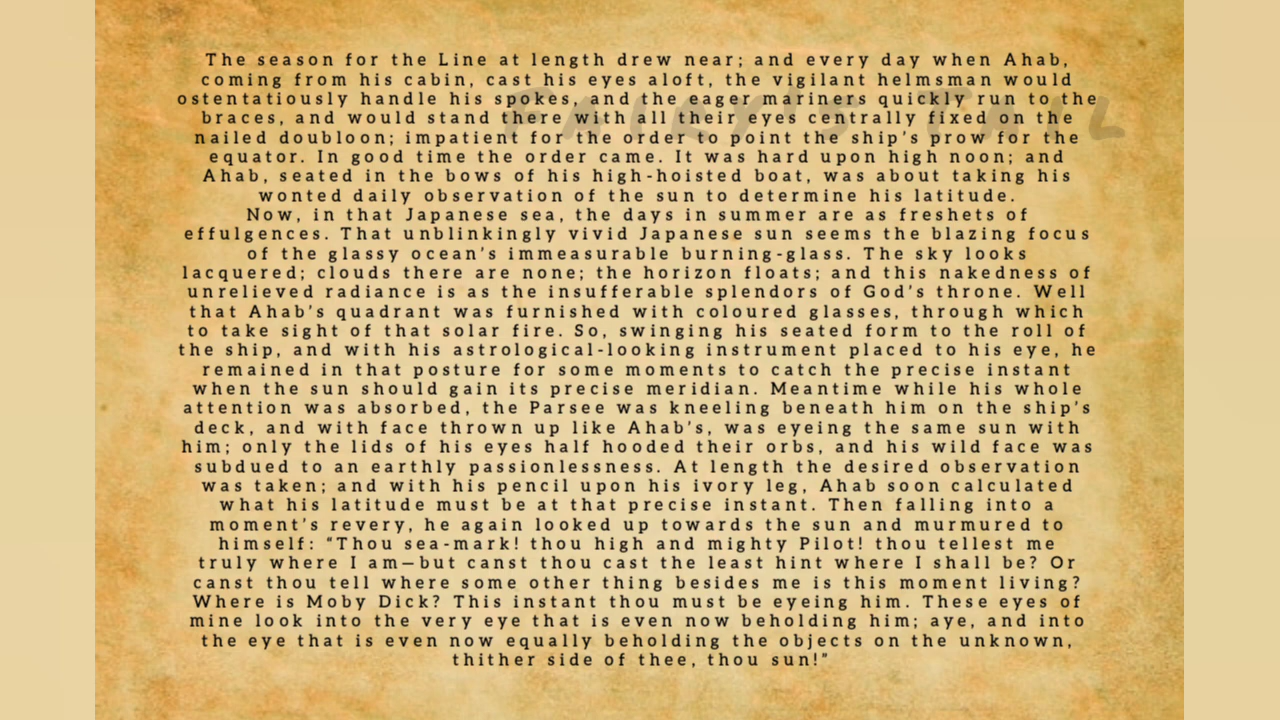 The season for the Line at length drew near; and every day when Ahab,
coming from his cabin, cast his eyes aloft, the vigilant helmsman would
ostentatiously handle his spokes, and the eager mariners quickly run to the
braces, and would stand there with all their eyes centrally fixed on the
nailed doubloon; impatient for the order to point the ship's prow for the
equator. In good time the order came. It was hard upon high noon; and
Ahab, seated in the bows of his high-hoisted boat, was about taking his
wonted daily observation of the sun to determine his latitude.
Now, in that Japanese sea, the days in summer are as freshets of
effulgences. That unblinkingly vivid Japanese sun seems the blazing focus
of the glassy ocean's immeasurable burning-glass. The sky looks
lacquered; clouds there are none; the horizon floats; and this nakedness of
unrelieved radiance is as the insufferable splendors of God's throne. Well
that Ahab's quadrant was furnished with coloured glasses, through which
to take sight of that solar fire. So, swinging his seated form to the roll of
the ship, and with his astrological-looking instrument placed to his eye, he
remained in that posture for some moments to catch the precise instant
when the sun should gain its precise meridian. Meantime while his whole
attention was absorbed, the Parsee was kneeling beneath him on the ship's
deck, and with face thrown up like Ahab's, was eyeing the same sun with
him; only the lids of his eyes half hooded their orbs, and his wild face was
subdued to an earthly passionlessness. At length the desired observation
was taken; and with his pencil upon his ivory leg, Ahab soon calculated
what his latitude must be at that precise instant. Then falling into a
moment's revery, he again looked up towards the sun and murmured to
himself: “Thou sea-mark! thou high and mighty Pilot! thou tellest me
truly where I am—but canst thou cast the least hint where I shall be? Or
canst thou tell where some other thing besides me is this moment living?
Where is Moby Dick? This instant thou must be eyeing him. These eyes of
mine look into the very eye that is even now beholding him; aye, and into
the eye that is even now equally beholding the objects on the unknown,
thither side of thee, thou sun!”